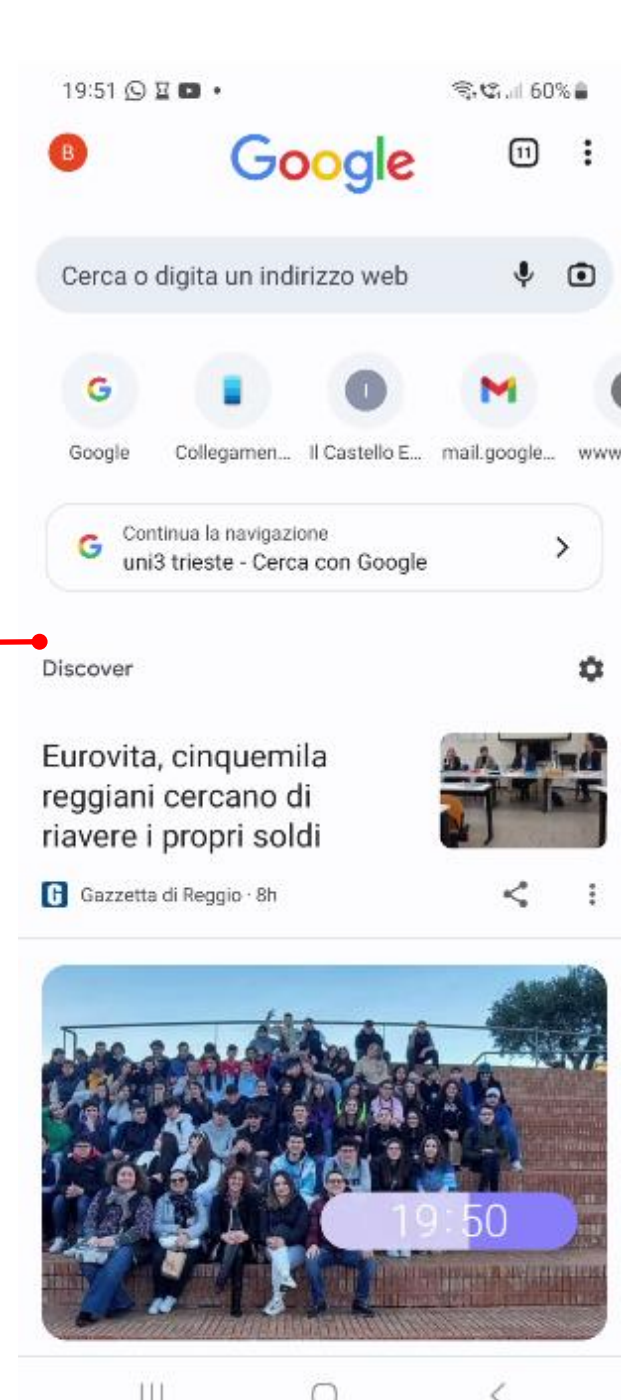 19:51 60%
B Google 11
Cerca o digita un indirizzo web
G I M
Google Collegamen... Il Castello E... mail.google... www
Continua la navigazione
uni3 trieste - Cerca con Google
Discover
Eurovita, cinquemila
reggiani cercano di
riavere i propri soldi
G Gazzetta di Reggio · 8h
19:50